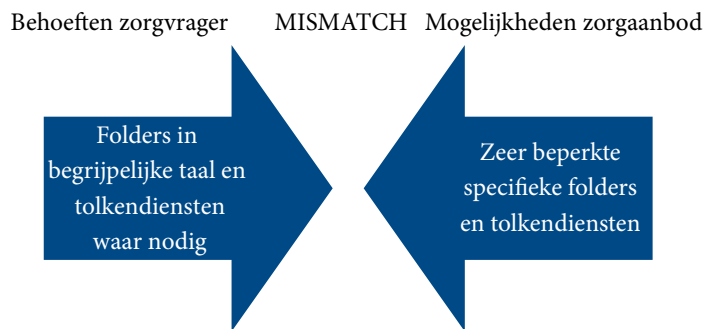 Behoeften zorgvrager MISMATCH Mogelijkheden zorgaanbod
Folders in
begrijpelijke taal en
tolkendiensten
waar nodig
Zeer beperkte
specifieke folders
en tolkendiensten